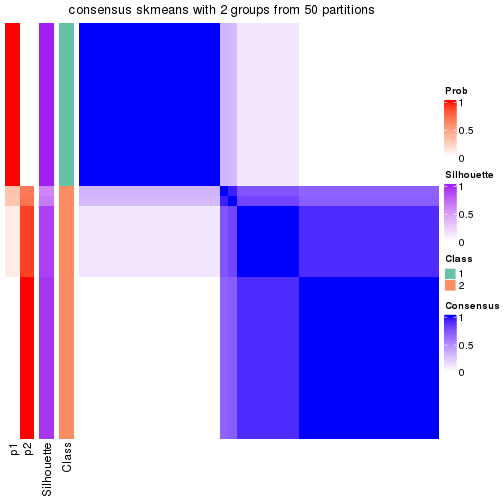 consensus skmeans with 2 groups from 50 partitions
Prob
1
0.5
0
Silhouette
1
0.5
0
Class
1
2
Consensus
1
0.5
0
p1
p2
Silhouette
Class